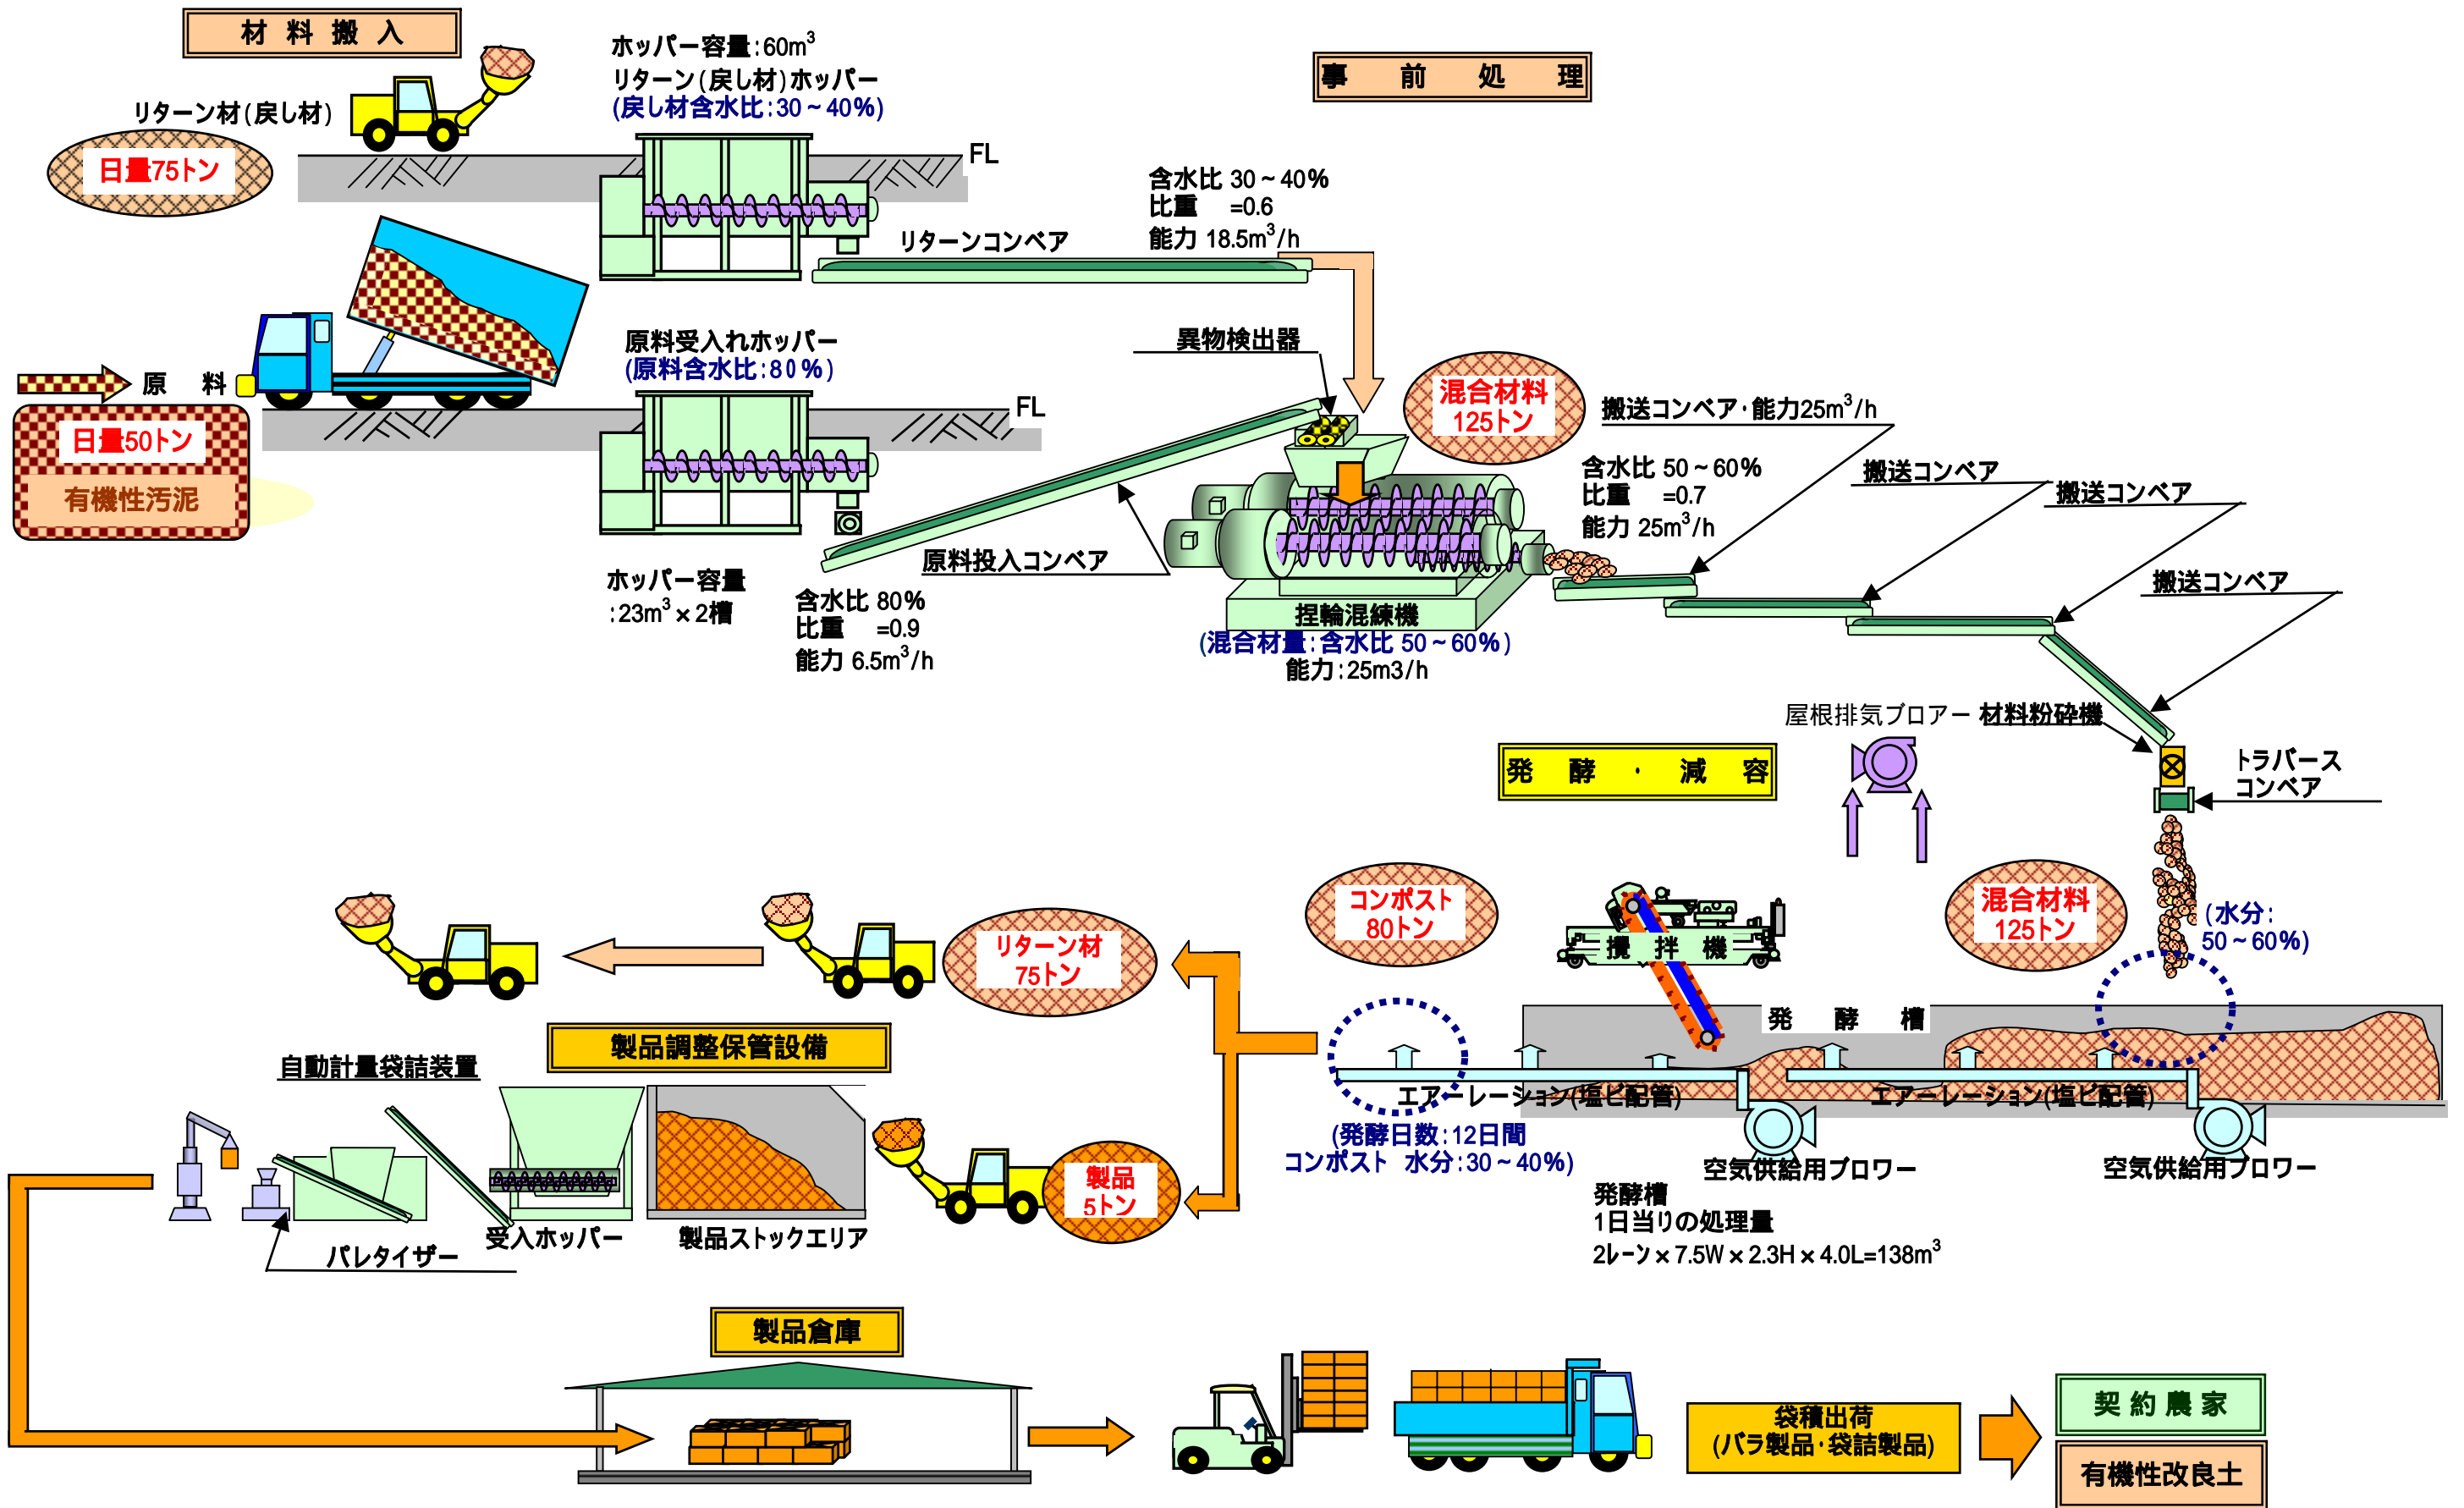 材料搬入
ホッパー容量:60m³
リターン(戻し材)ホッパー
(戻し材含水比:30~40%)
事前処理
リターン材(戻し材)
日量75トン
FL
含水比 30~40%
比重 =0.6
能力 18.5m³/h
リターンコンベア
原料受入れホッパー
(原料含水比:80%)
異物検出器
原料
日量50トン
有機性汚泥
FL
混合材料
125トン
搬送コンベア・能力25m³/h
含水比 50~60%
比重 =0.7
能力 25m³/h
搬送コンベア
搬送コンベア
搬送コンベア
原料投入コンベア
ホッパー容量
:23m³×2槽
含水比 80%
比重 =0.9
能力 6.5m³/h
捏輪混練機
(混合材量:含水比 50~60%)
能力:25m3/h
屋根排気ブロアー
材料粉砕機
発酵・減容
トラバース
コンベア
コンポスト
80トン
攪拌機
混合材料
125トン
(水分:
50~60%)
リターン材
75トン
発酵槽
製品調整保管設備
自動計量袋詰装置
エアーレーション(塩ビ配管)
エアーレーション(塩ビ配管)
(発酵日数:12日間
コンポスト 水分:30~40%)
空気供給用ブロワー
空気供給用ブロワー
製品
5トン
発酵槽
1日当りの処理量
2レーン×7.5W×2.3H×4.0L=138m³
パレタイザー
受入ホッパー
製品ストックエリア
製品倉庫
袋積出荷
(バラ製品・袋詰製品)
契約農家
有機性改良土